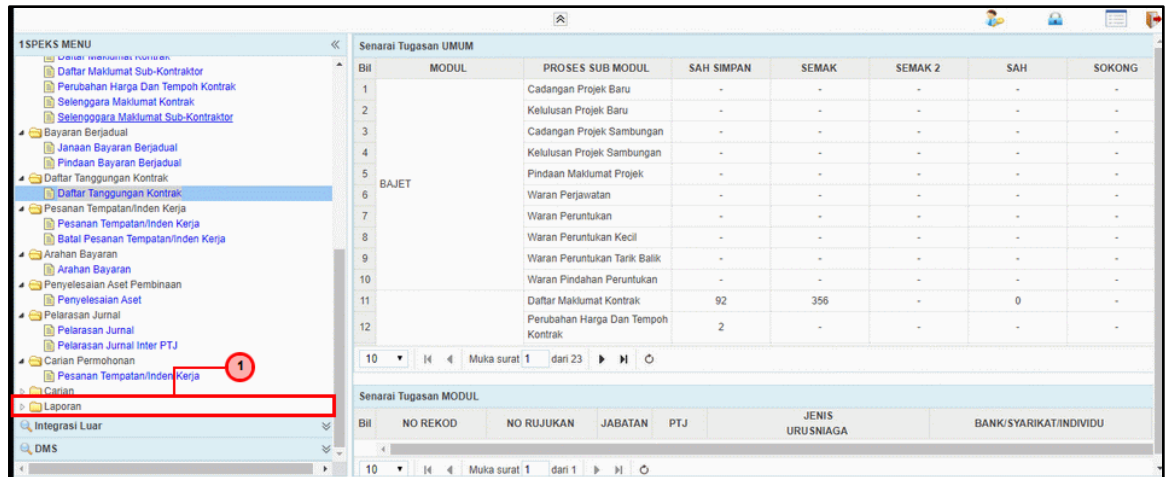 1SPEKS MENU
Daftar Maklumat Kontrak
Daftar Maklumat Sub-Kontraktor
Perubahan Harga Dan Tempoh Kontrak
Selenggara Maklumat Kontrak
Selengggara Maklumat Sub-Kontraktor
Bayaran Berjadual
Janaan Bayaran Berjadual
Pindaan Bayaran Berjadual
Daftar Tanggungan Kontrak
Daftar Tanggungan Kontrak
Pesanan Tempatan/Inden Kerja
Pesanan Tempatan/Inden Kerja
Batal Pesanan Tempatan/Inden Kerja
Arahan Bayaran
Arahan Bayaran
Penyelesaian Aset Pembinaan
Penyelesaian Aset
Pelarasan Jurnal
Pelarasan Jurnal
Pelarasan Jurnal Inter PTJ
Carian Permohonan
Pesanan Tempatan/Inden Kerja
1
Carian
Laporan
Integrasi Luar
DMS
Senarai Tugasan UMUM
Bil MODUL PROSES SUB MODUL SAH SIMPAN SEMAK SEMAK 2 SAH SOKONG
1 Cadangan Projek Baru - - - - -
2 Kelulusan Projek Baru - - - - -
3 Cadangan Projek Sambungan - - - - -
4 Kelulusan Projek Sambungan - - - - -
5 Pindaan Maklumat Projek - - - - -
BAJET
6 Waran Perjawatan - - - - -
7 Waran Peruntukan - - - - -
8 Waran Peruntukan Kecil - - - - -
9 Waran Peruntukan Tarik Balik - - - - -
10 Waran Pindahan Peruntukan - - - - -
11 Daftar Maklumat Kontrak 92 356 - 0 -
12 Perubahan Harga Dan Tempoh 2 - - - -
Kontrak
10 Muka surat 1 dari 23
Senarai Tugasan MODUL
Bil NO REKOD NO RUJUKAN JABATAN PTJ JENIS BANK/SYARIKAT/INDIVIDU
URUSNIAGA
10 Muka surat 1 dari 1